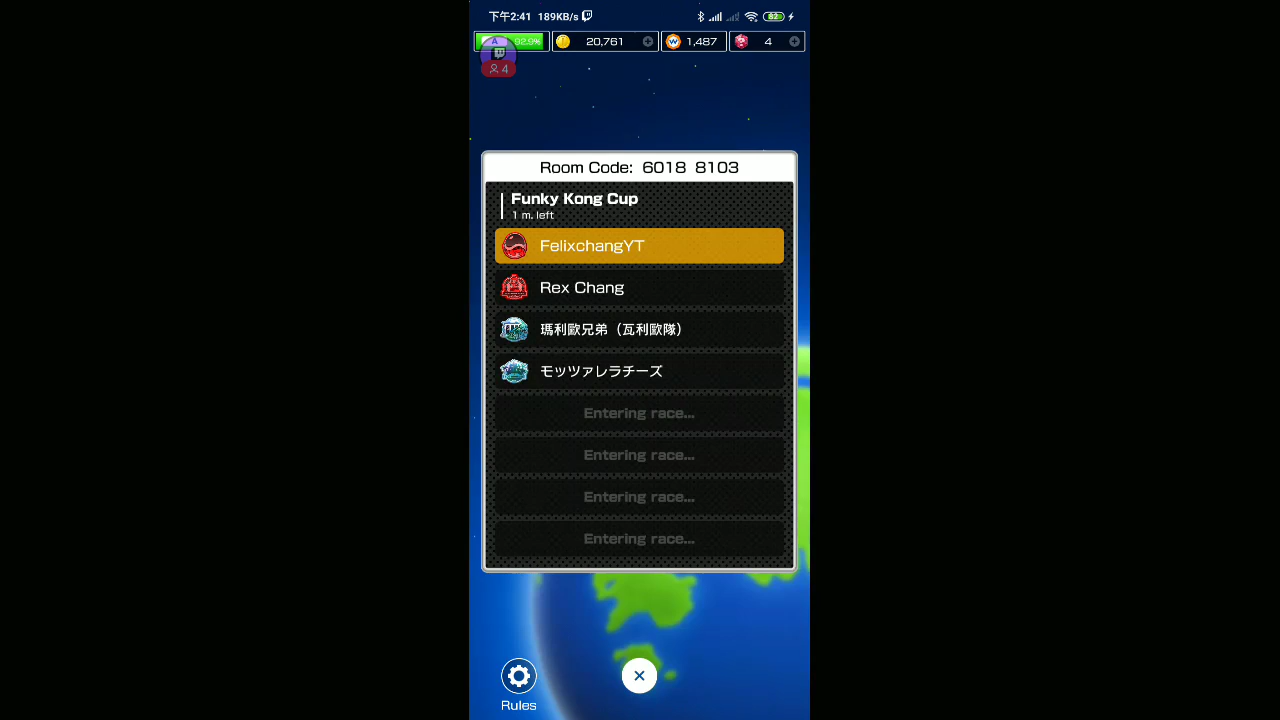 下午2:41 189KB/s 82
A 92.9% 20,761 1,487 4
4
Room Code: 6018 8103
Funky Kong Cup
1 m. left
FelixchangYT
Rex Chang
瑪利歐兄弟（瓦利歐隊）
モッツァレラチーズ
Entering race...
Entering race...
Entering race...
Entering race...
Rules